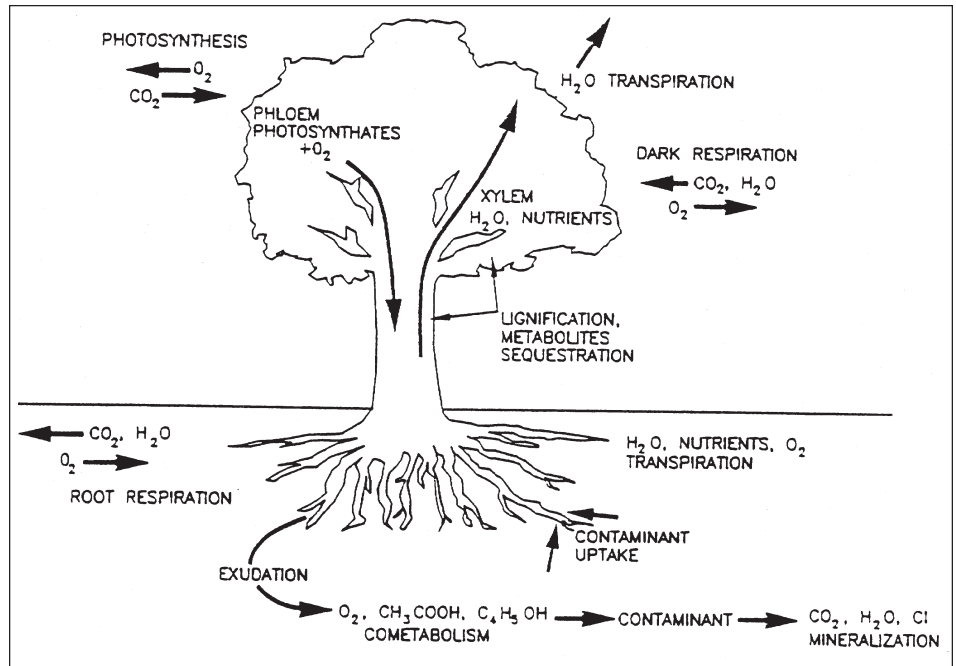 PHOTOSYNTHESIS
O₂
CO₂
H₂O TRANSPIRATION
PHLOEM
PHOTOSYNTHATES
+O₂
DARK RESPIRATION
CO₂, H₂O
O₂
XYLEM
H₂O, NUTRIENTS
LIGNIFICATION,
METABOLITES
SEQUESTRATION
CO₂, H₂O
O₂
ROOT RESPIRATION
H₂O, NUTRIENTS, O₂
TRANSPIRATION
CONTAMINANT
UPTAKE
EXUDATION
O₂, CH₃COOH, C₄H₅OH
COMETABOLISM
CONTAMINANT
CO₂, H₂O, Cl
MINERALIZATION